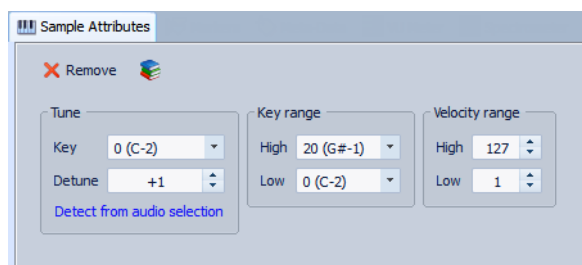 Sample Attributes
Remove
Tune Key range Velocity range
Key 0 (C-2) High 20 (G#-1) High 127
Detune +1 Low 0 (C-2) Low 1
Detect from audio selection